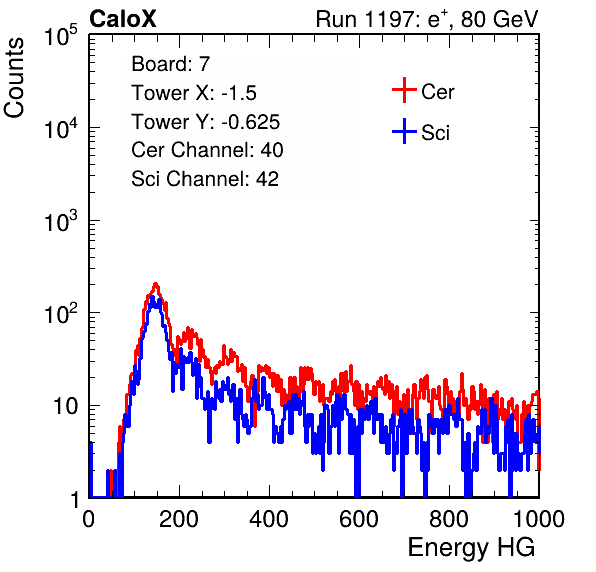 CaloX Run 1197: e⁺, 80 GeV
Counts
10⁵
10⁴
10³
10²
10
1
Board: 7
Tower X: -1.5
Tower Y: -0.625
Cer Channel: 40
Sci Channel: 42
Cer
Sci
0 200 400 600 800 1000
Energy HG